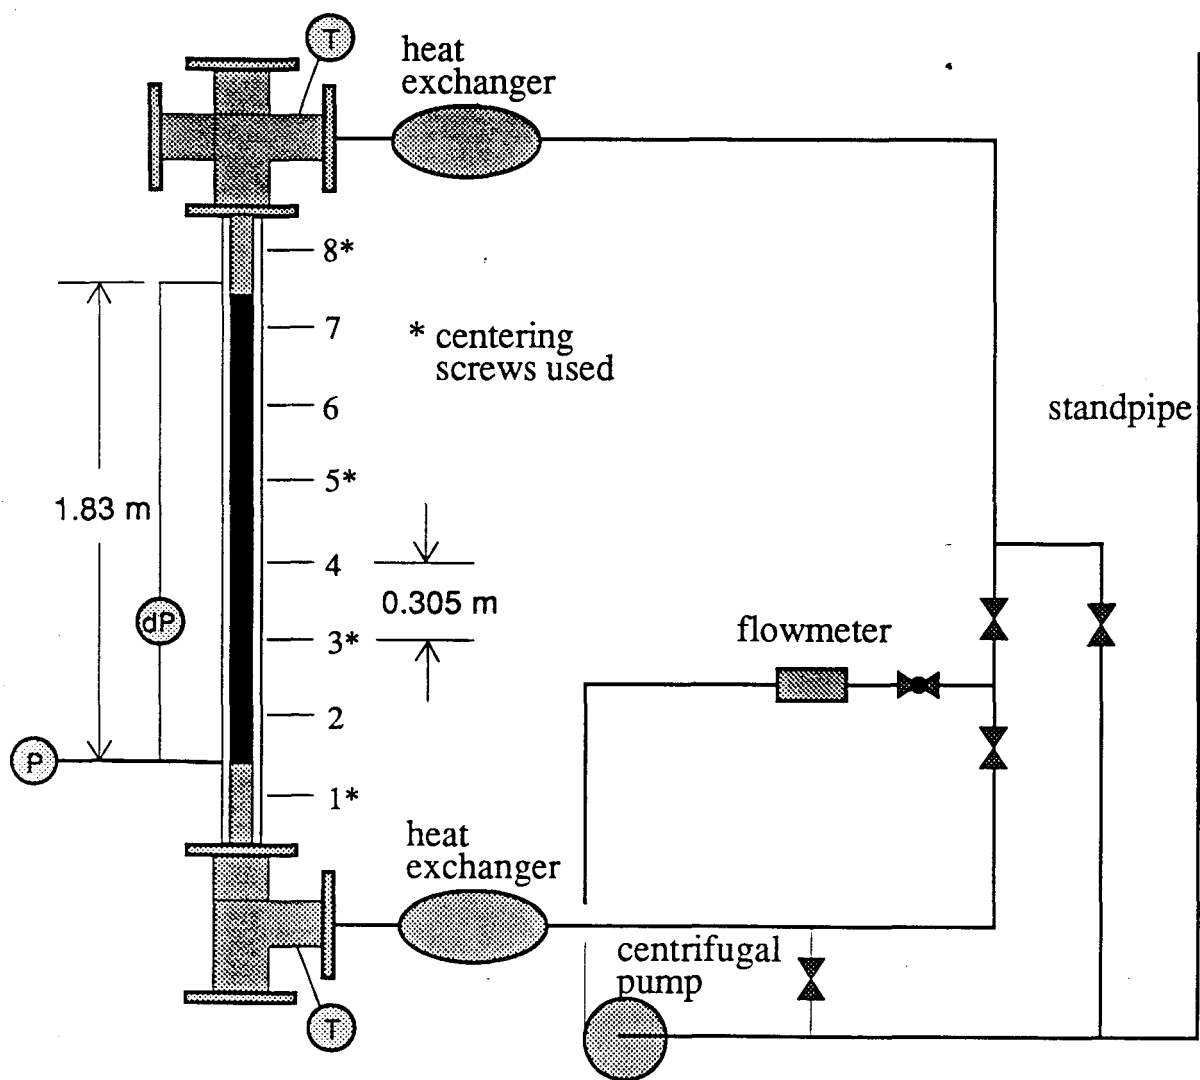 T
heat
exchanger
8*
7
* centering
screws used
6
standpipe
5*
1.83 m
4
0.305 m
dP
3*
flowmeter
2
P
1*
heat
exchanger
centrifugal
pump
T